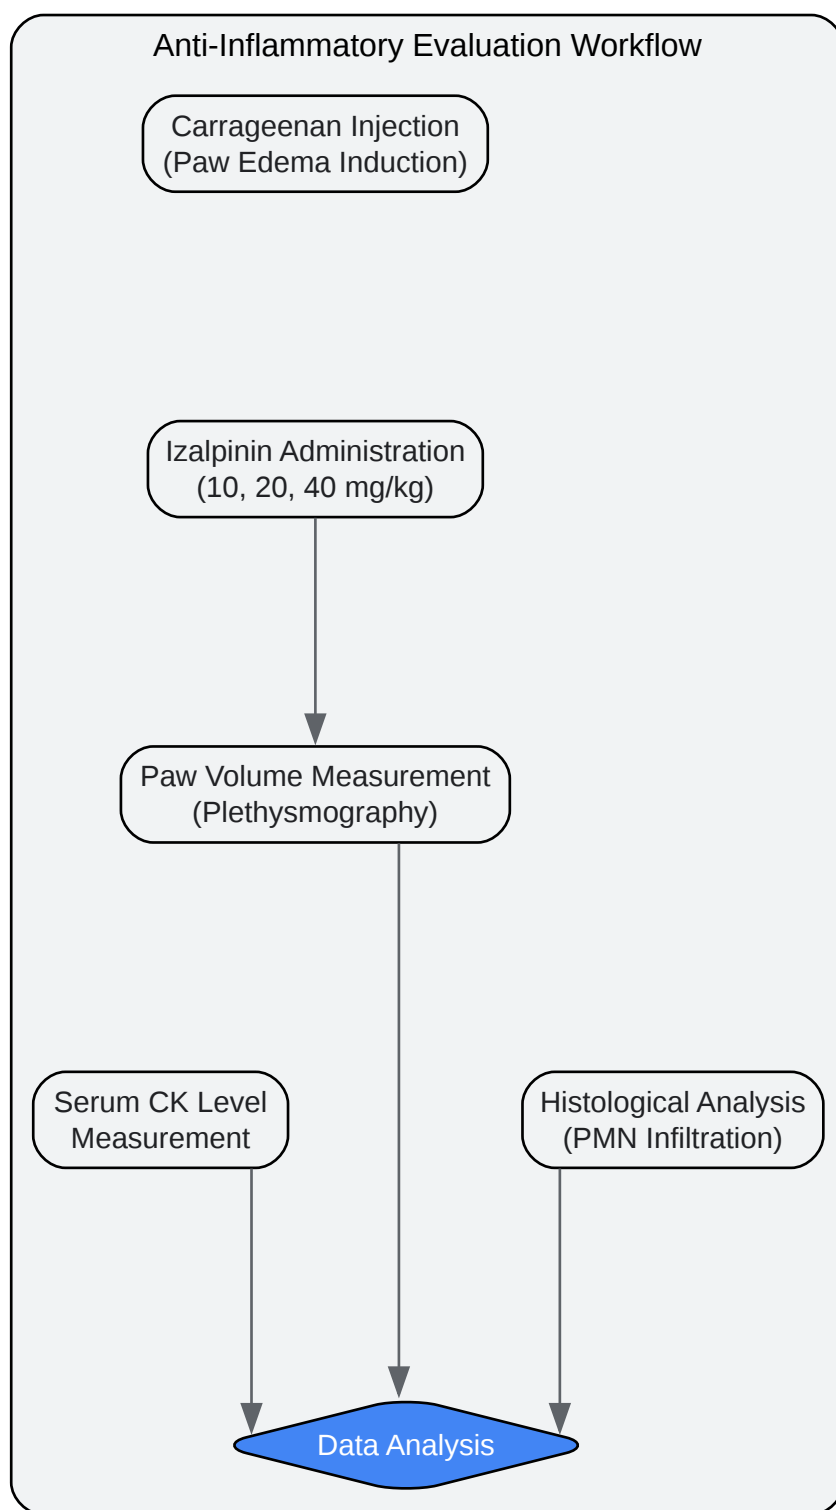 Anti-Inflammatory Evaluation Workflow
Carrageenan Injection
(Paw Edema Induction)
Izalpinin Administration
(10, 20, 40 mg/kg)
Paw Volume Measurement
(Plethysmography)
Serum CK Level
Measurement
Histological Analysis
(PMN Infiltration)
Data Analysis